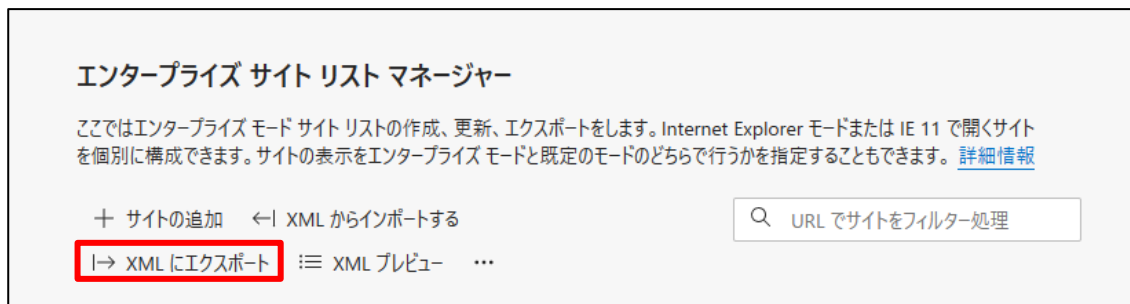 エンタープライズ サイト リスト マネージャー
ここではエンタープライズ モード サイト リストの作成、更新、エクスポートをします。Internet Explorer モードまたは IE 11 で開くサイト
を個別に構成できます。サイトの表示をエンタープライズ モードと既定のモードのどちらで行うかを指定することもできます。 詳細情報
サイトの追加 XML からインポートする URL でサイトをフィルター処理
XML にエクスポート XML プレビュー ...